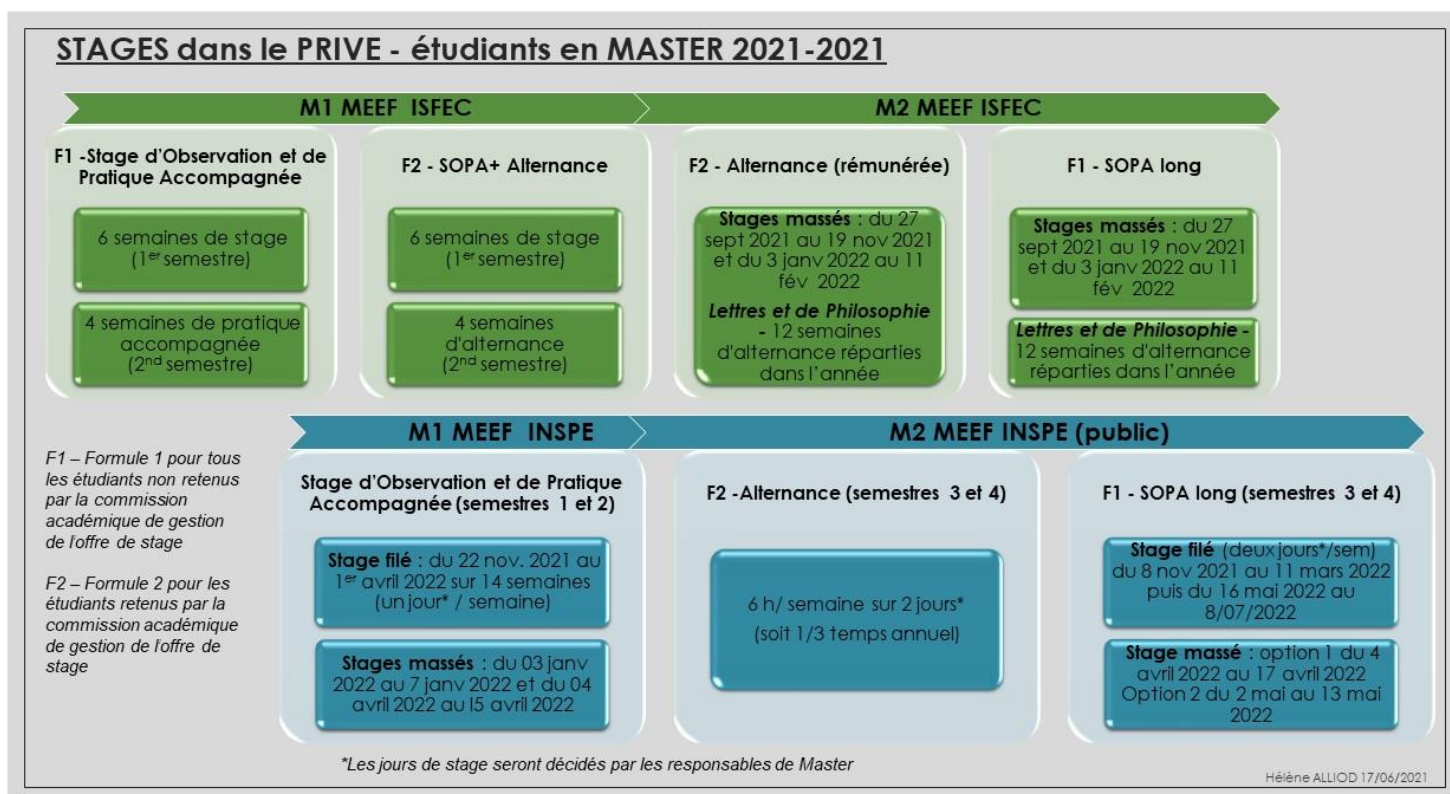 STAGES dans le PRIVE - étudiants en MASTER 2021-2021
M1 MEEF ISFEC
M2 MEEF ISFEC
F1 -Stage d'Observation et de
Pratique Accompagnée
6 semaines de stage
(1er semestre)
4 semaines de pratique
accompagnée
(2nd semestre)
F2 - SOPA+ Alternance
6 semaines de stage
(1er semestre)
4 semaines
d'alternance
(2nd semestre)
F2 - Alternance (rémunérée)
Stages massés : du 27
sept 2021 au 19 nov 2021
et du 3 janv 2022 au 11
fév 2022
Lettres et de Philosophie
- 12 semaines
d'alternance réparties
dans l'année
F1 - SOPA long
Stages massés : du 27
sept 2021 au 19 nov 2021
et du 3 janv 2022 au 11
fév 2022
Lettres et de Philosophie -
12 semaines d'alternance
réparties dans l'année
F1 – Formule 1 pour tous
les étudiants non retenus
par la commission
académique de gestion
de l'offre de stage
F2 – Formule 2 pour les
étudiants retenus par la
commission académique
de gestion de l'offre de
stage
M1 MEEF INSPE
M2 MEEF INSPE (public)
Stage d'Observation et de Pratique
Accompagnée (semestres 1 et 2)
Stage filé : du 22 nov. 2021 au
1er avril 2022 sur 14 semaines
(un jour* / semaine)
Stages massés : du 03 janv
2022 au 7 janv 2022 et du 04
avril 2022 au l5 avril 2022
F2 -Alternance (semestres 3 et 4)
6 h/ semaine sur 2 jours*
(soit 1/3 temps annuel)
F1 - SOPA long (semestres 3 et 4)
Stage filé (deux jours*/sem)
du 8 nov 2021 au 11 mars 2022
puis du 16 mai 2022 au
8/07/2022
Stage massé : option 1 du 4
avril 2022 au 17 avril 2022
Option 2 du 2 mai au 13 mai
2022
*Les jours de stage seront décidés par les responsables de Master
Hélène ALLIOD 17/06/2021